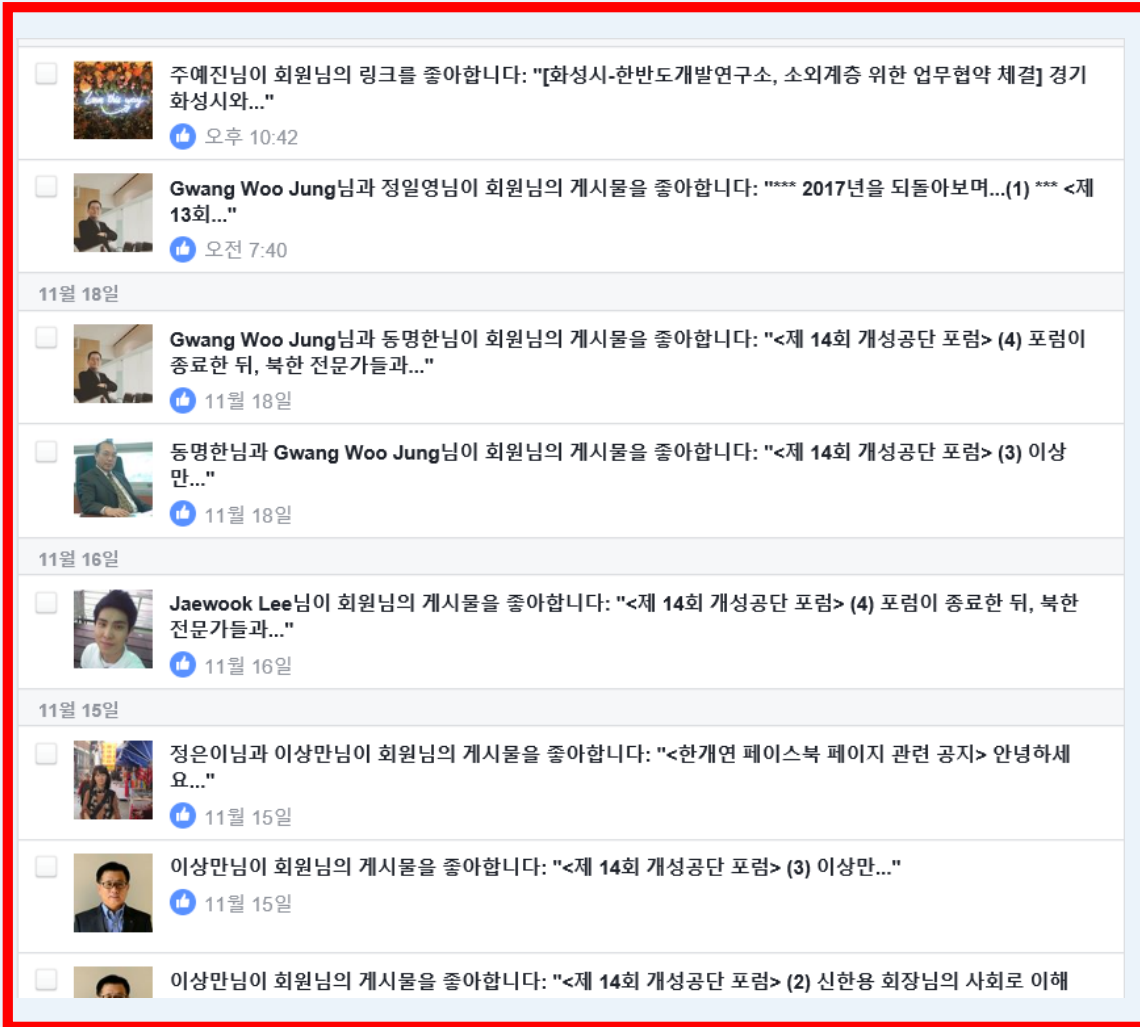 주예진님이 회원님의 링크를 좋아합니다: "[화성시-한반도개발연구소, 소외계층 위한 업무협약 체결] 경기
화성시와..."
오후 10:42
Gwang Woo Jung님과 정일영님이 회원님의 게시물을 좋아합니다: "*** 2017년을 되돌아보며...(1) *** <제
13회..."
오전 7:40
11월 18일
Gwang Woo Jung님과 동명한님이 회원님의 게시물을 좋아합니다: "<제 14회 개성공단 포럼> (4) 포럼이
종료한 뒤, 북한 전문가들과..."
11월 18일
동명한님과 Gwang Woo Jung님이 회원님의 게시물을 좋아합니다: "<제 14회 개성공단 포럼> (3) 이상
만..."
11월 18일
11월 16일
Jaewook Lee님이 회원님의 게시물을 좋아합니다: "<제 14회 개성공단 포럼> (4) 포럼이 종료한 뒤, 북한
전문가들과..."
11월 16일
11월 15일
정은이님과 이상만님이 회원님의 게시물을 좋아합니다: "<한개연 페이스북 페이지 관련 공지> 안녕하세
요..."
11월 15일
이상만님이 회원님의 게시물을 좋아합니다: "<제 14회 개성공단 포럼> (3) 이상만..."
11월 15일
이상만님이 회원님의 게시물을 좋아합니다: "<제 14회 개성공단 포럼> (2) 신한용 회장님의 사회로 이해